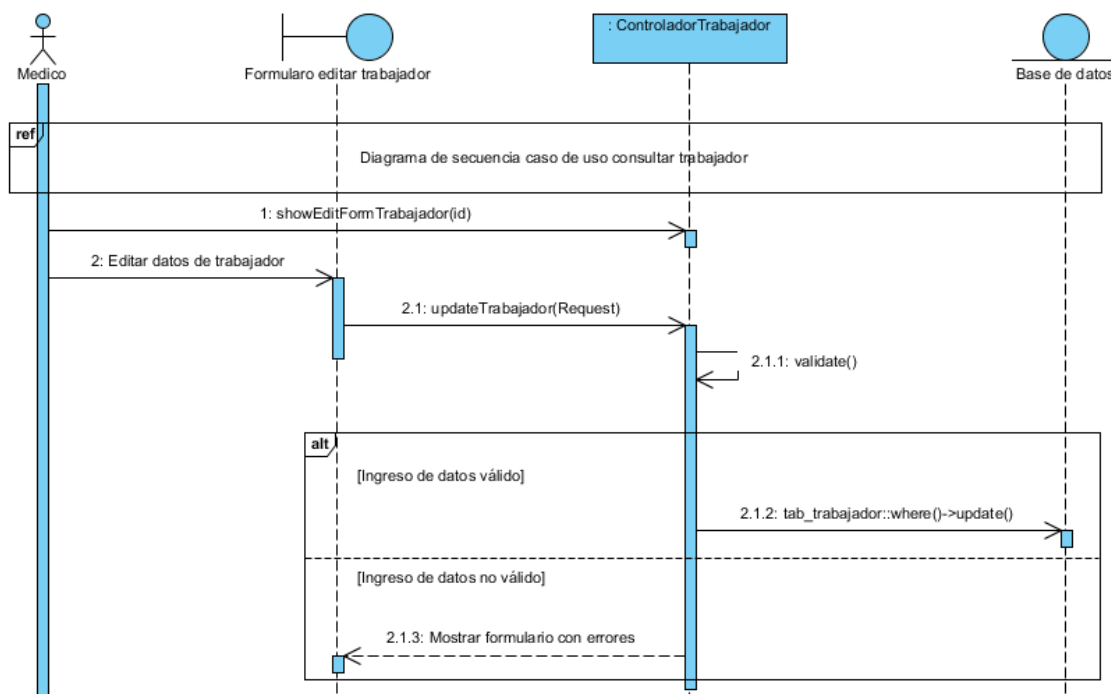 : ControladorTrabajador
Medico
Formularo editar trabajador
Base de datos
ref
Diagrama de secuencia caso de uso consultar trabajador
1: showEditFormTrabajador(id)
2: Editar datos de trabajador
2.1: updateTrabajador(Request)
2.1.1: validate()
alt
[Ingreso de datos válido]
2.1.2: tab_trabajador::where()->update()
[Ingreso de datos no válido]
2.1.3: Mostrar formulario con errores